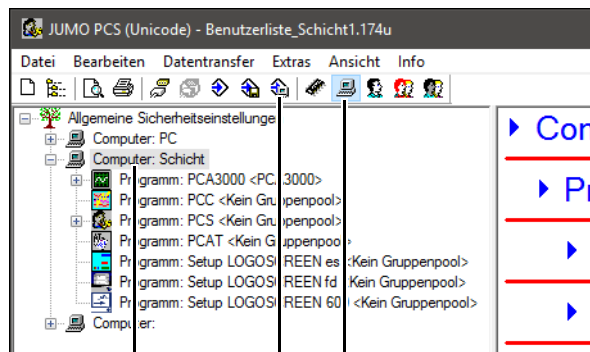 JUMO PCS (Unicode) - Benutzerliste_Schicht1.174u
Datei Bearbeiten Datentransfer Extras Ansicht Info
Allgemeine Sicherheitseinstellunge
Computer: PC
Computer: Schicht
Programm: PCA3000 <PCA3000>
Programm: PCC <Kein Gruppenpool>
Programm: PCS <Kein Gruppenpool>
Programm: PCAT <Kein Gruppenpool>
Programm: Setup LOGOSCREEN es <Kein Gruppenpool>
Programm: Setup LOGOSCREEN fd <Kein Gruppenpool>
Programm: Setup LOGOSCREEN 600 <Kein Gruppenpool>
Computer:
Con
Pr